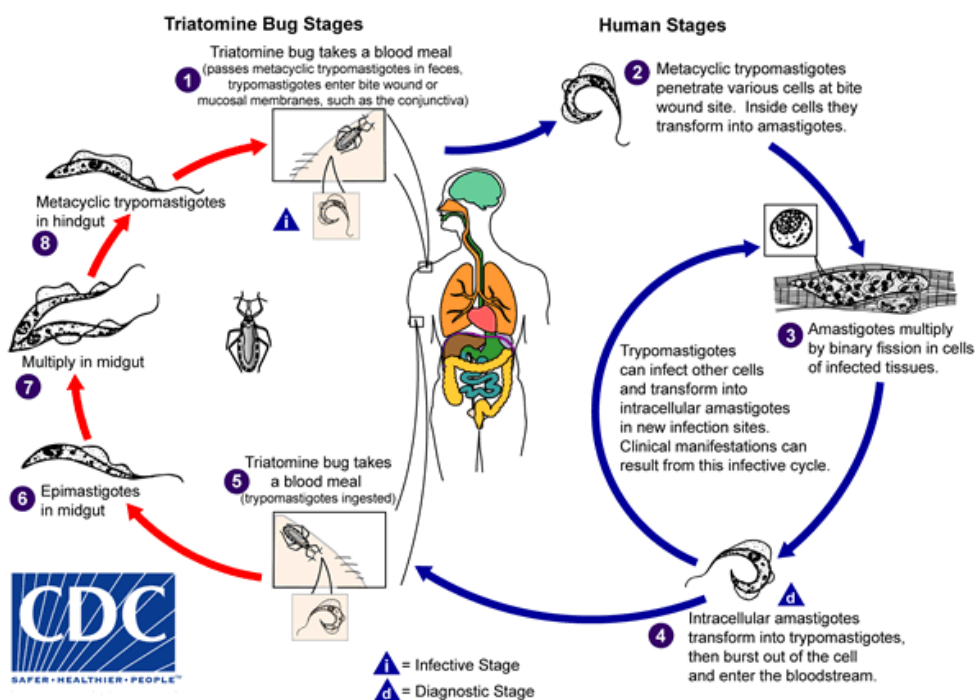 Triatomine Bug Stages
Triatomine bug takes a blood meal
(passes metacyclic trypomastigotes in feces,
trypomastigotes enter bite wound or
mucosal membranes, such as the conjunctiva)
1
i
Human Stages
2
Metacyclic trypomastigotes
penetrate various cells at bite
wound site. Inside cells they
transform into amastigotes.
3
Amastigotes multiply
by binary fission in cells
of infected tissues.
Trypomastigotes
can infect other cells
and transform into
intracellular amastigotes
in new infection sites.
Clinical manifestations can
result from this infective cycle.
d
4
Intracellular amastigotes
transform into trypomastigotes,
then burst out of the cell
and enter the bloodstream.
5
Triatomine bug takes
a blood meal
(trypomastigotes ingested)
6
Epimastigotes
in midgut
Multiply in midgut
7
Metacyclic trypomastigotes
in hindgut
8
CDC
SAFER•HEALTHIER•PEOPLE™
i = Infective Stage
d = Diagnostic Stage